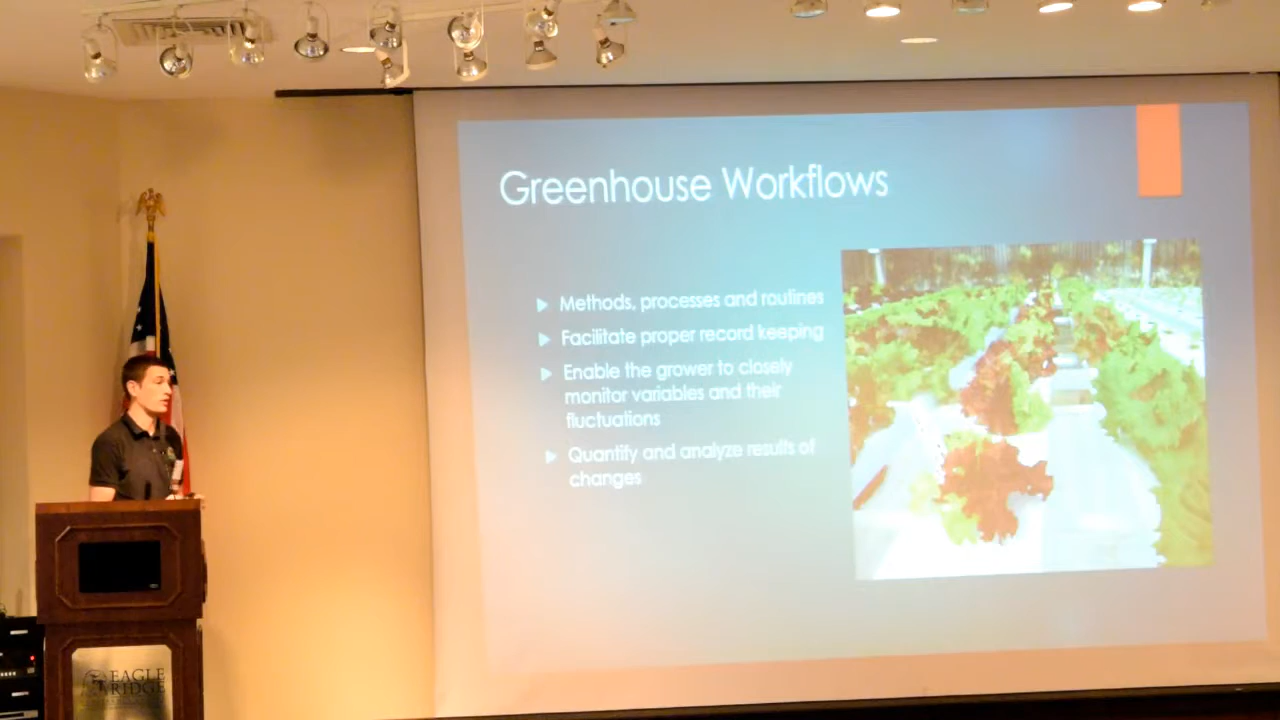 Greenhouse Workflows
Methods, processes and routines
Facilitate proper record keeping
Enable the grower to closely
monitor variables and their
fluctuations
Quantify and analyze results of
changes
EAGLE
RIDGE